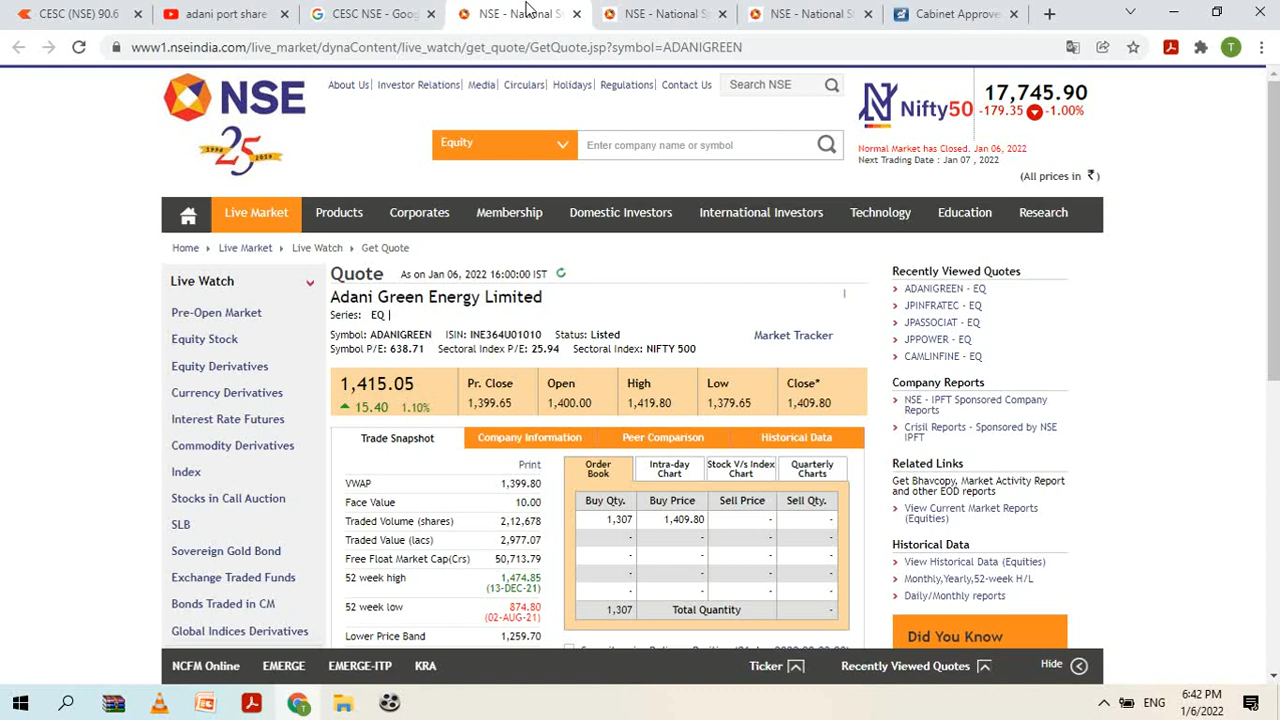 CESC (NSE) 90.6
adani port share
CESC NSE - Goog
NSE - National S
NSE - National Sp
NSE - National S
Cabinet Approve
www1.nseindia.com/live_market/dynaContent/live_watch/get_quote/GetQuote.jsp?symbol=ADANIGREEN
T
NSE
1994 25 2019
About Us| Investor Relations| Media| Circulars| Holidays| Regulations| Contact Us
Search NSE
Equity
Enter company name or symbol
Nifty50
17,745.90
-179.35 -1.00%
Normal Market has Closed. Jan 06, 2022
Next Trading Date : Jan 07 , 2022
(All prices in ₹)
Live Market Products Corporates Membership Domestic Investors International Investors Technology Education Research
Home Live Market Live Watch Get Quote
Live Watch
Pre-Open Market
Equity Stock
Equity Derivatives
Currency Derivatives
Interest Rate Futures
Commodity Derivatives
Index
Stocks in Call Auction
SLB
Sovereign Gold Bond
Exchange Traded Funds
Bonds Traded in CM
Global Indices Derivatives
Quote As on Jan 06, 2022 16:00:00 IST
Adani Green Energy Limited
Series: EQ |
Symbol: ADANIGREEN ISIN: INE364U01010 Status: Listed
Market Tracker
Symbol P/E: 638.71 Sectoral Index P/E: 25.94 Sectoral Index: NIFTY 500
1,415.05 Pr. Close Open High Low Close*
15.40 1.10% 1,399.65 1,400.00 1,419.80 1,379.65 1,409.80
Trade Snapshot Company Information Peer Comparison Historical Data
Print
VWAP 1,399.80
Face Value 10.00
Traded Volume (shares) 2,12,678
Traded Value (lacs) 2,977.07
Free Float Market Cap(Crs) 50,713.79
52 week high 1,474.85
(13-DEC-21)
52 week low 874.80
(02-AUG-21)
Lower Price Band 1,259.70
Order Book
Intra-day Chart
Stock V/s Index Chart
Quarterly Charts
Buy Qty. Buy Price Sell Price Sell Qty.
1,307 1,409.80 - -
- - - -
- - - -
- - - -
- - - -
1,307 Total Quantity -
Recently Viewed Quotes
ADANIGREEN - EQ
JPINFRATEC - EQ
JPASSOCIAT - EQ
JPPOWER - EQ
CAMLINFINE - EQ
Company Reports
NSE - IPFT Sponsored Company
Reports
Crisil Reports - Sponsored by NSE
IPFT
Related Links
Get Bhavcopy, Market Activity Report
and other EOD reports
View Current Market Reports
(Equities)
Historical Data
View Historical Data (Equities)
Monthly,Yearly,52-week H/L
Daily/Monthly reports
Did You Know
NCFM Online EMERGE EMERGE-ITP KRA
Ticker Recently Viewed Quotes Hide
ENG
6:42 PM
1/6/2022